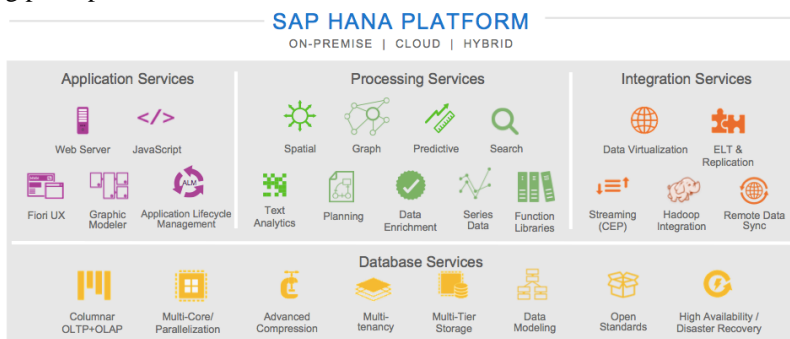 SAP HANA PLATFORM
ON-PREMISE | CLOUD | HYBRID
Application Services
Web Server
JavaScript
</>
Fiori UX
Graphic
Modeler
ALM
Application Lifecycle
Management
Processing Services
Spatial
Graph
Predictive
Search
Text
Analytics
Planning
Data
Enrichment
Series
Data
Function
Libraries
Integration Services
Data Virtualization
ELT &
Replication
Streaming
(CEP)
Hadoop
Integration
Remote Data
Sync
Database Services
Columnar
OLTP+OLAP
Multi-Core/
Parallelization
Advanced
Compression
Multi-
tenancy
Multi-Tier
Storage
Data
Modeling
Open
Standards
High Availability /
Disaster Recovery